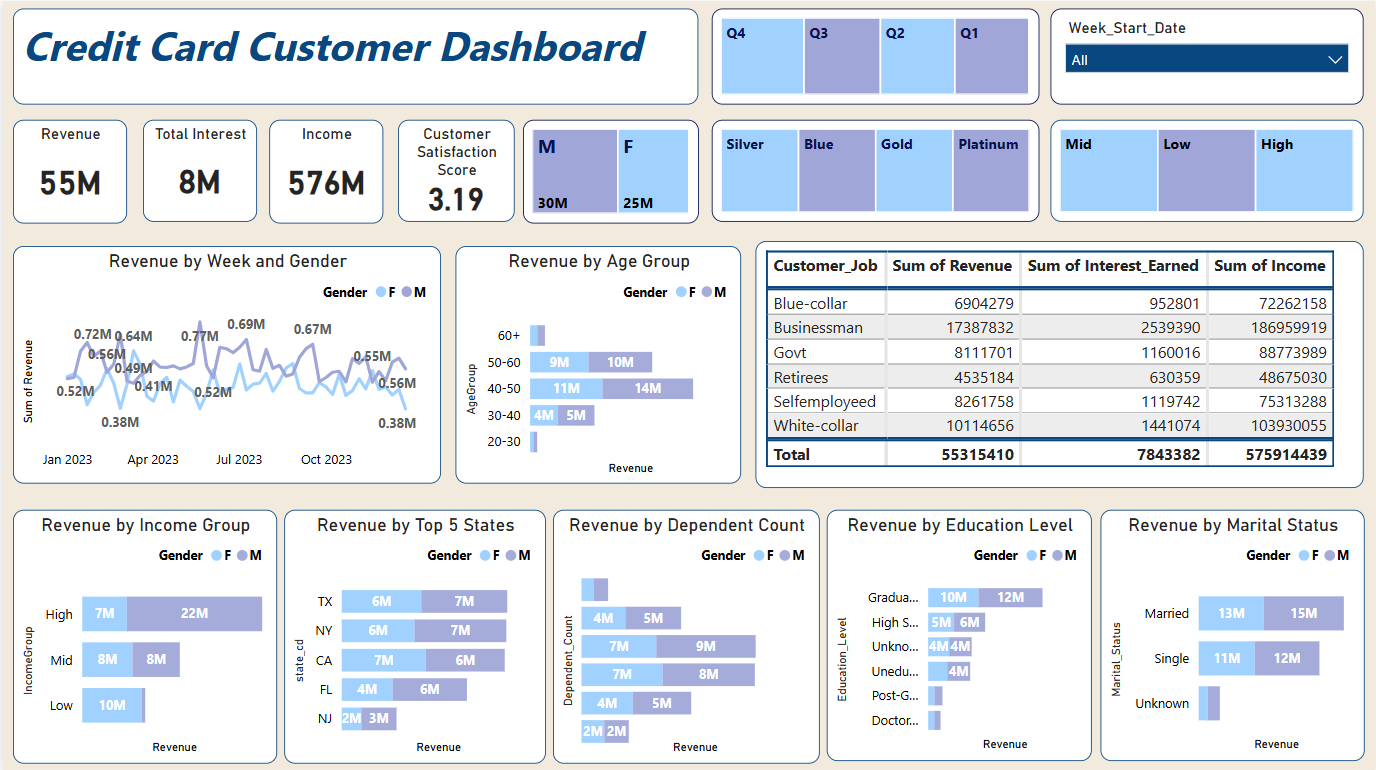 Credit Card Customer Dashboard
Q4 Q3 Q2 Q1
Week_Start_Date
All
Revenue
55M
Total Interest
8M
Income
576M
Customer
Satisfaction
Score
3.19
M F
30M 25M
Silver Blue Gold Platinum
Mid Low High
Revenue by Week and Gender
Gender F M
Sum of Revenue
0.72M 0.64M 0.77M 0.69M 0.67M
0.56M 0.55M
0.49M
0.52M 0.41M 0.52M 0.56M
0.38M 0.38M
Jan 2023 Apr 2023 Jul 2023 Oct 2023
Revenue by Age Group
Gender F M
AgeGroup
60+
50-60 9M 10M
40-50 11M 14M
30-40 4M 5M
20-30
Revenue
Customer_Job Sum of Revenue Sum of Interest_Earned Sum of Income
Blue-collar 6904279 952801 72262158
Businessman 17387832 2539390 186959919
Govt 8111701 1160016 88773989
Retirees 4535184 630359 48675030
Selfemployeed 8261758 1119742 75313288
White-collar 10114656 1441074 103930055
Total 55315410 7843382 575914439
Revenue by Income Group
Gender F M
IncomeGroup
High 7M 22M
Mid 8M 8M
Low 10M
Revenue
Revenue by Top 5 States
Gender F M
state_cd
TX 6M 7M
NY 6M 7M
CA 7M 6M
FL 4M 6M
NJ 2M 3M
Revenue
Revenue by Dependent Count
Gender F M
Dependent_Count
4M 5M
7M 9M
7M 8M
4M 5M
2M 2M
Revenue
Revenue by Education Level
Gender F M
Education_Level
Gradua... 10M 12M
High S... 5M 6M
Unkno... 4M 4M
Unedu... 4M
Post-G...
Doctor...
Revenue
Revenue by Marital Status
Gender F M
Marital_Status
Married 13M 15M
Single 11M 12M
Unknown
Revenue